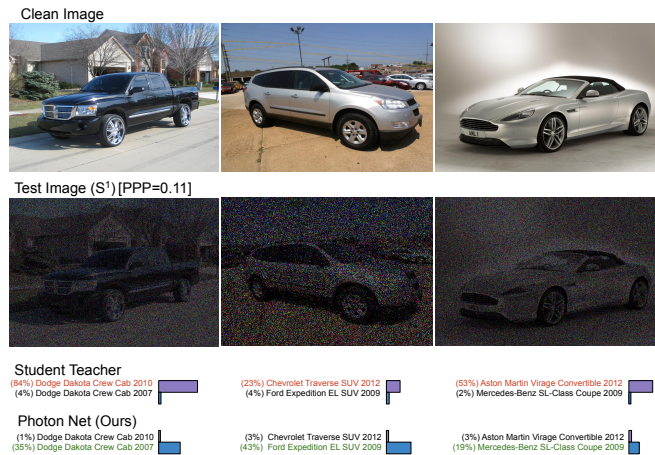 Clean Image
Test Image (S¹) [PPP=0.11]
Student Teacher
(84%) Dodge Dakota Crew Cab 2010
(4%) Dodge Dakota Crew Cab 2007
(23%) Chevrolet Traverse SUV 2012
(4%) Ford Expedition EL SUV 2009
(53%) Aston Martin Virage Convertible 2012
(2%) Mercedes-Benz SL-Class Coupe 2009
Photon Net (Ours)
(1%) Dodge Dakota Crew Cab 2010
(35%) Dodge Dakota Crew Cab 2007
(3%) Chevrolet Traverse SUV 2012
(43%) Ford Expedition EL SUV 2009
(3%) Aston Martin Virage Convertible 2012
(19%) Mercedes-Benz SL-Class Coupe 2009